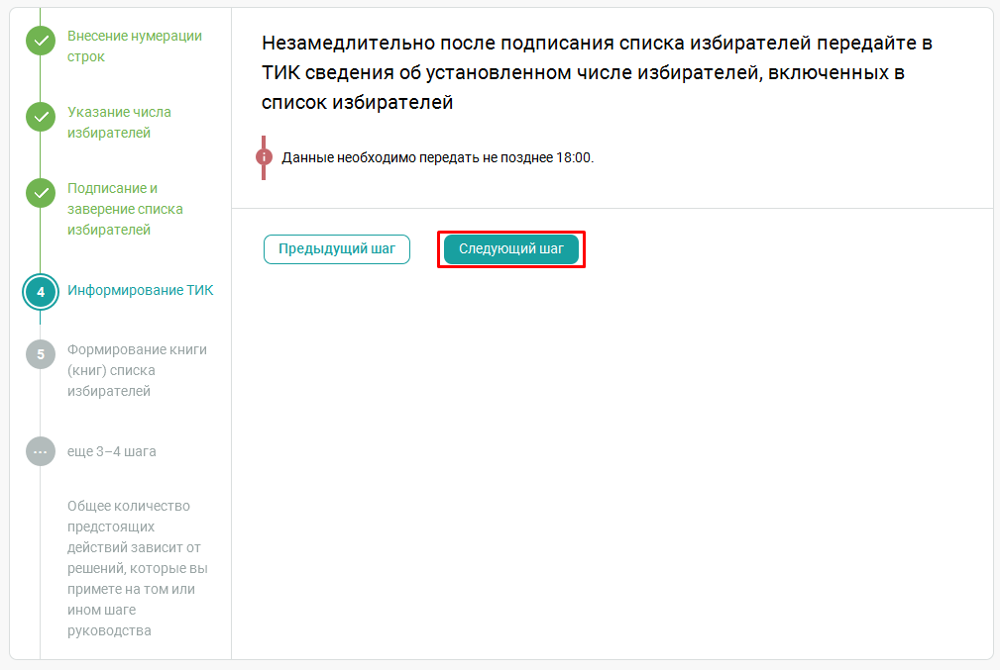 Внесение нумерации
строк
Указание числа
избирателей
Подписание и
заверение списка
избирателей
4
Информирование ТИК
5
Формирование книги
(книг) списка
избирателей
...
еще 3–4 шага
Общее количество
предстоящих
действий зависит от
решений, которые вы
примете на том или
ином шаге
руководства
Незамедлительно после подписания списка избирателей передайте в
ТИК сведения об установленном числе избирателей, включенных в
список избирателей
Данные необходимо передать не позднее 18:00.
Предыдущий шаг
Следующий шаг